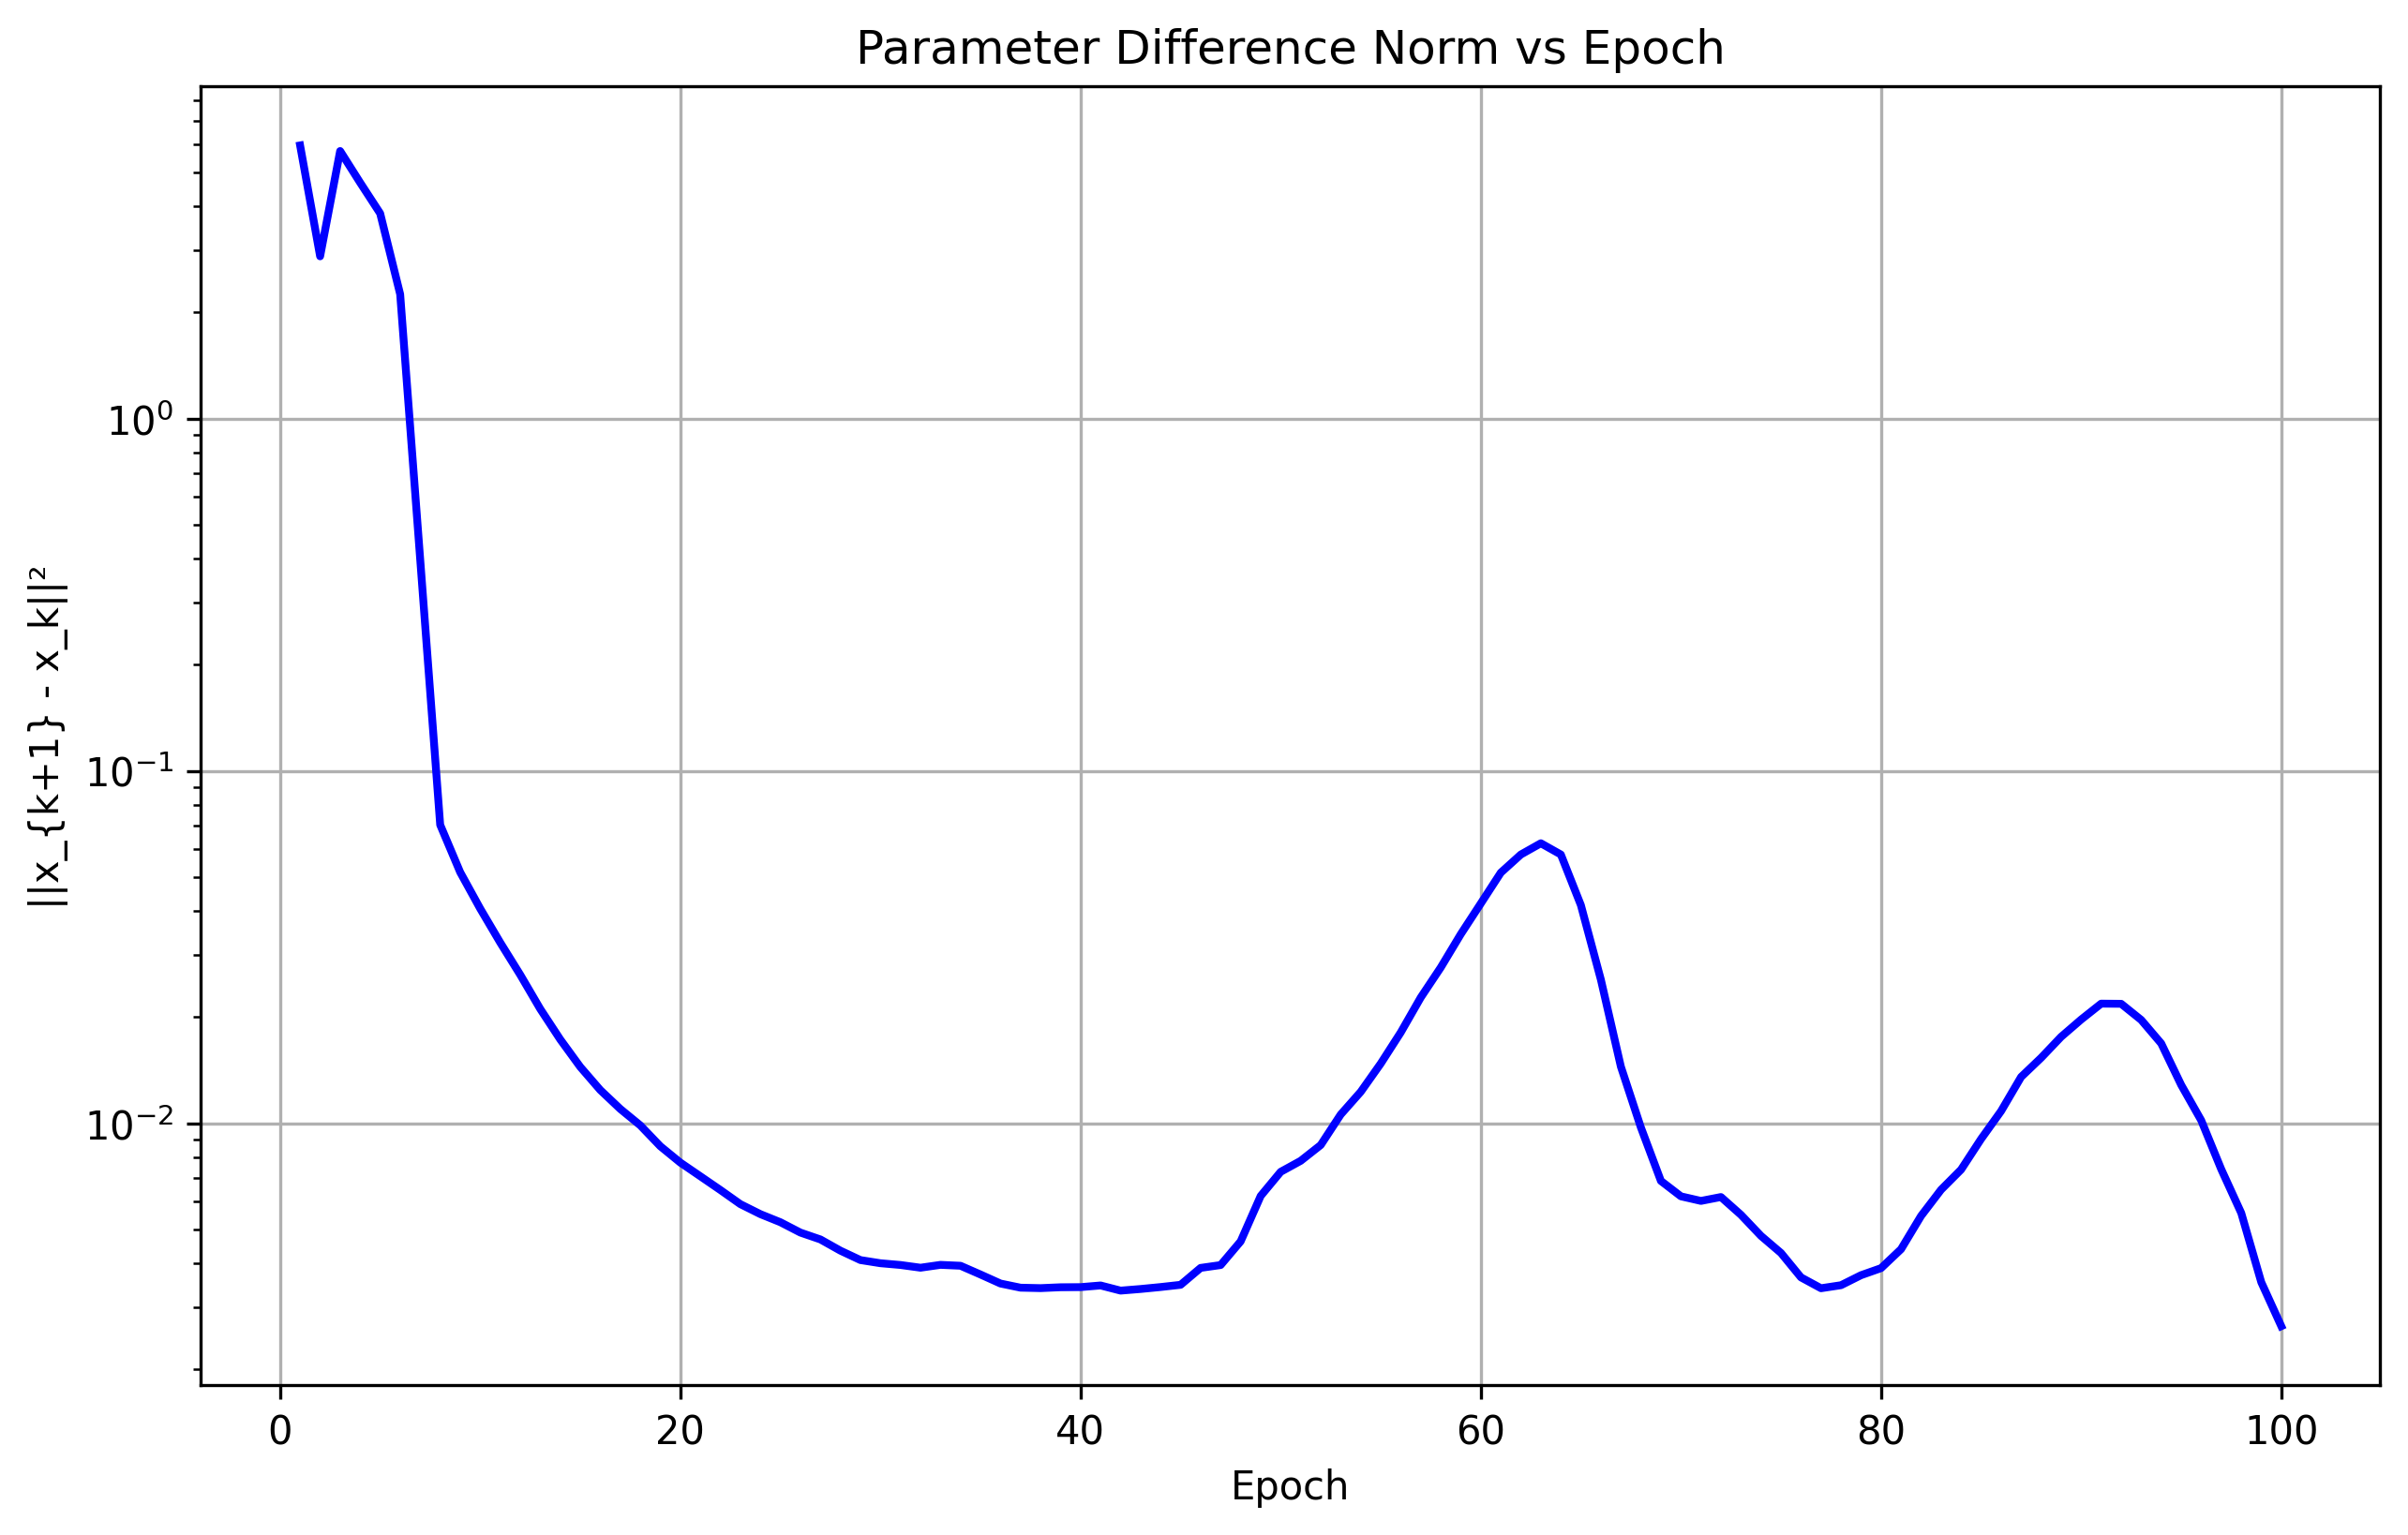 Parameter Difference Norm vs Epoch
||x_{k+1} - x_k||²
10⁰
10⁻¹
10⁻²
0 20 40 60 80 100
Epoch